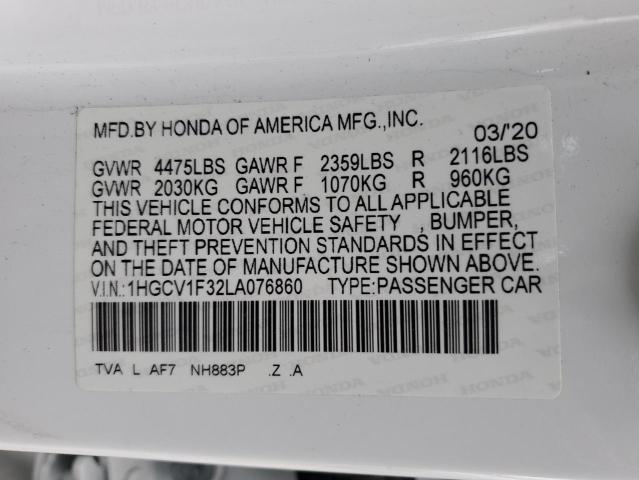 MFD.BY HONDA OF AMERICA MFG.,INC. 03/'20
GVWR 4475LBS GAWR F 2359LBS R 2116LBS
GVWR 2030KG GAWR F 1070KG R 960KG
THIS VEHICLE CONFORMS TO ALL APPLICABLE
FEDERAL MOTOR VEHICLE SAFETY , BUMPER,
AND THEFT PREVENTION STANDARDS IN EFFECT
ON THE DATE OF MANUFACTURE SHOWN ABOVE.
V.I.N.:1HGCV1F32LA076860 TYPE:PASSENGER CAR
TVA L AF7 NH883P .Z .A